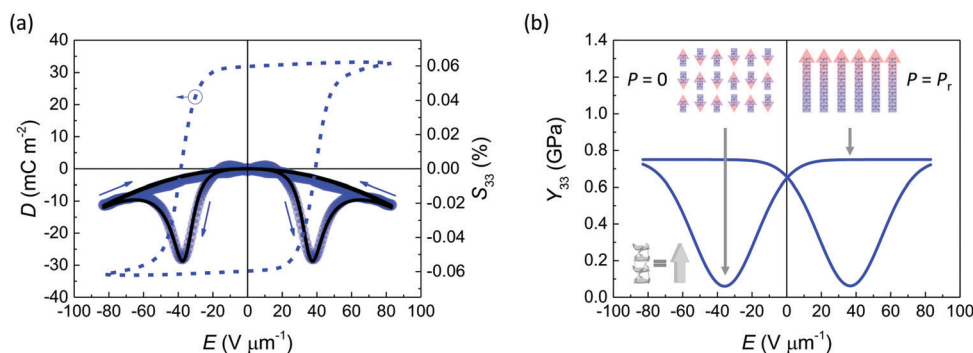 (a)
40
30
20
10
0
-10
-20
-30
-40
D (mC m⁻²)
0.06
0.04
0.02
0.00
-0.02
-0.04
-0.06
S₃₃ (%)
-100 -80 -60 -40 -20 0 20 40 60 80 100
E (V μm⁻¹)
(b)
1.4
1.2
1.0
0.8
0.6
0.4
0.2
0.0
Y₃₃ (GPa)
P = 0
P = Pᵣ
=
-100 -80 -60 -40 -20 0 20 40 60 80 100
E (V μm⁻¹)